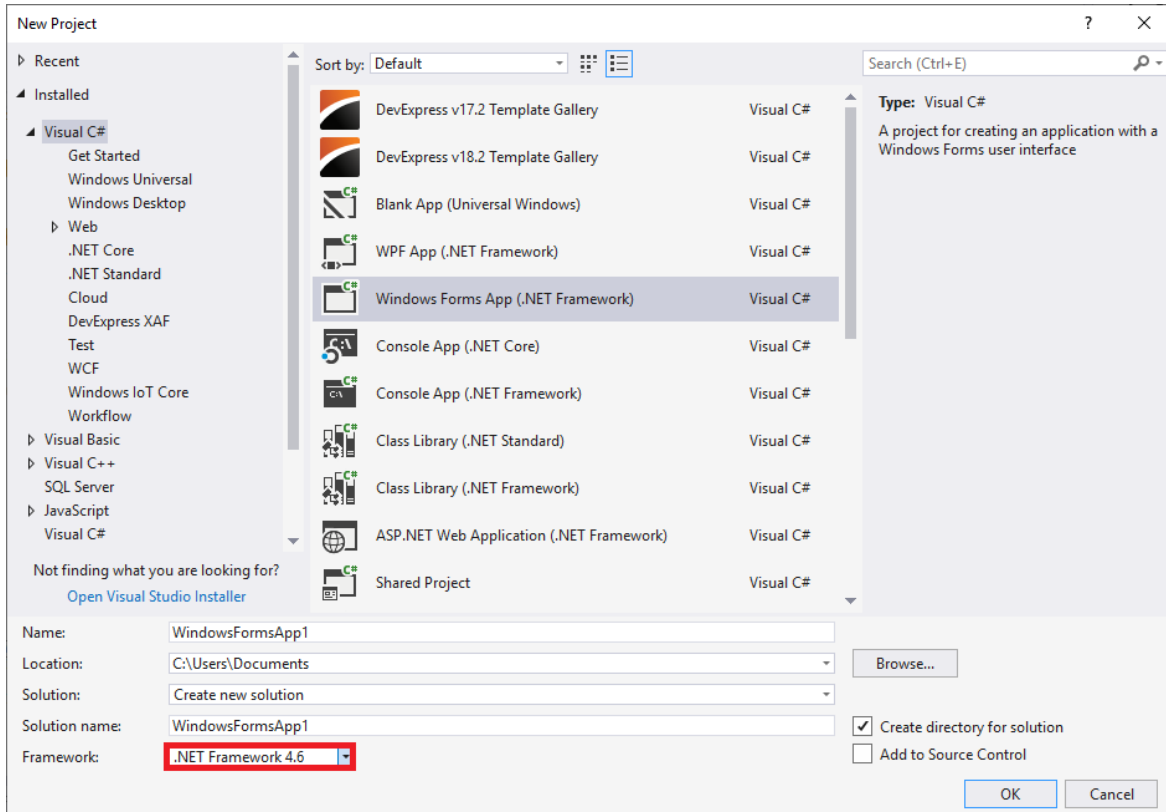 New Project
Recent
Installed
Visual C#
Get Started
Windows Universal
Windows Desktop
Web
.NET Core
.NET Standard
Cloud
DevExpress XAF
Test
WCF
Windows IoT Core
Workflow
Visual Basic
Visual C++
SQL Server
JavaScript
Visual C#
Not finding what you are looking for?
Open Visual Studio Installer
Sort by: Default
DevExpress v17.2 Template Gallery Visual C#
DevExpress v18.2 Template Gallery Visual C#
Blank App (Universal Windows) Visual C#
WPF App (.NET Framework) Visual C#
Windows Forms App (.NET Framework) Visual C#
Console App (.NET Core) Visual C#
Console App (.NET Framework) Visual C#
Class Library (.NET Standard) Visual C#
Class Library (.NET Framework) Visual C#
ASP.NET Web Application (.NET Framework) Visual C#
Shared Project Visual C#
Search (Ctrl+E)
Type: Visual C#
A project for creating an application with a
Windows Forms user interface
Name: WindowsFormsApp1
Location: C:\Users\Documents Browse...
Solution: Create new solution
Solution name: WindowsFormsApp1 Create directory for solution
Framework: .NET Framework 4.6 Add to Source Control
OK Cancel